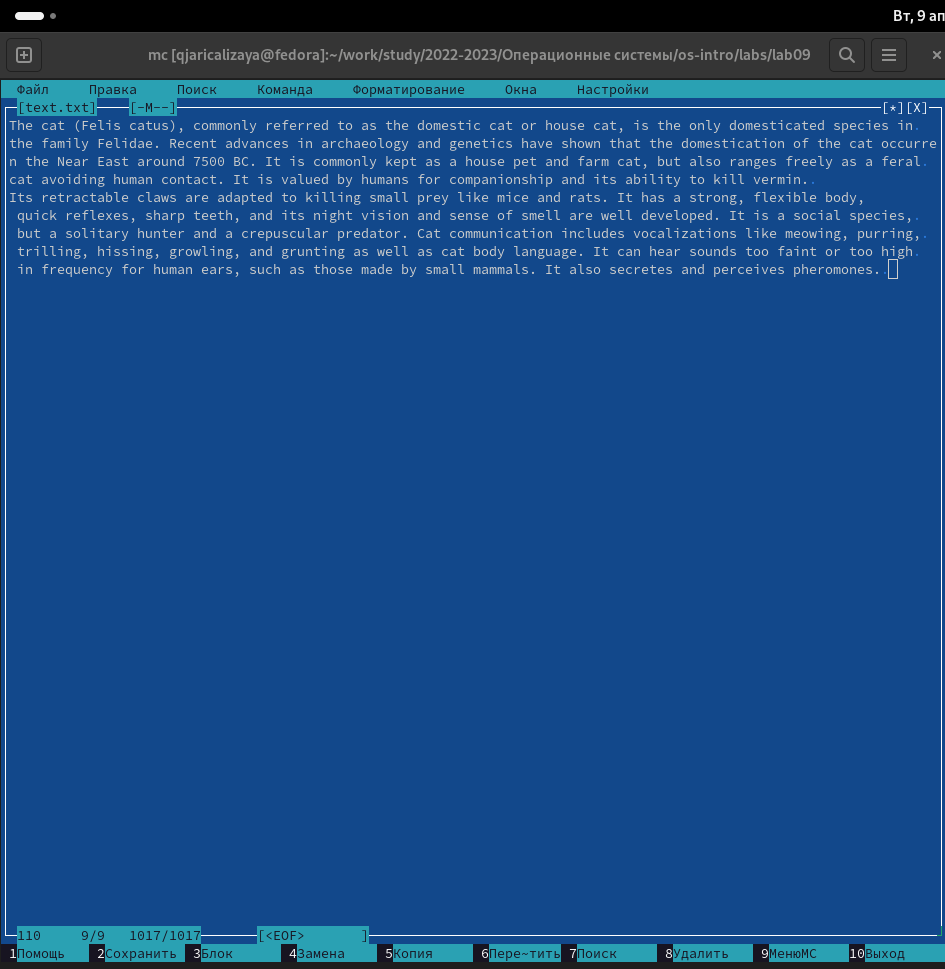 Вт, 9 ап
mc [qjaricalizaya@fedora]:~/work/study/2022-2023/Операционные системы/os-intro/labs/lab09
Файл Правка Поиск Команда Форматирование Окна Настройки
[text.txt] [-M--] [*][X]
The cat (Felis catus), commonly referred to as the domestic cat or house cat, is the only domesticated species in.
the family Felidae. Recent advances in archaeology and genetics have shown that the domestication of the cat occurre
n the Near East around 7500 BC. It is commonly kept as a house pet and farm cat, but also ranges freely as a feral.
cat avoiding human contact. It is valued by humans for companionship and its ability to kill vermin..
Its retractable claws are adapted to killing small prey like mice and rats. It has a strong, flexible body,
quick reflexes, sharp teeth, and its night vision and sense of smell are well developed. It is a social species,.
but a solitary hunter and a crepuscular predator. Cat communication includes vocalizations like meowing, purring,.
trilling, hissing, growling, and grunting as well as cat body language. It can hear sounds too faint or too high.
in frequency for human ears, such as those made by small mammals. It also secretes and perceives pheromones..
110 9/9 1017/1017 [<EOF> ]
1Помощь 2Сохранить 3Блок 4Замена 5Копия 6Пере~тить 7Поиск 8Удалить 9МенюMC 10Выход